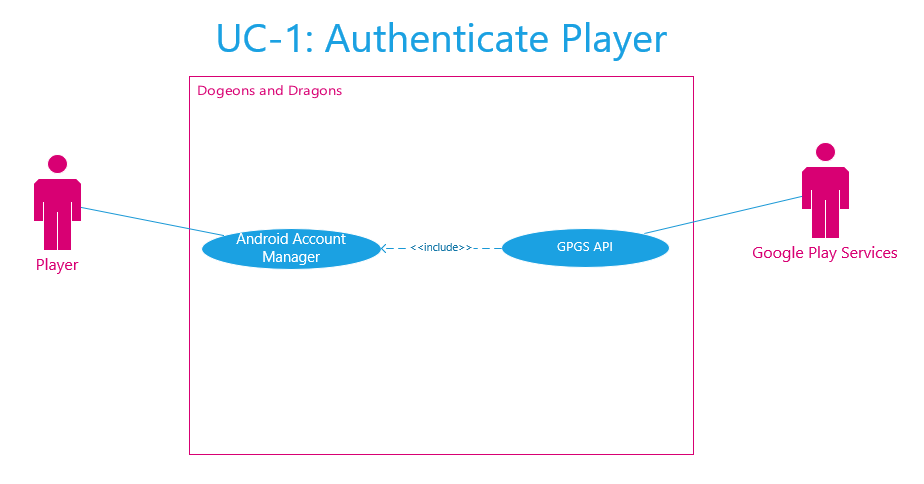 UC-1: Authenticate Player
Dogeons and Dragons
Android Account
Manager
<<include>>
GPGS API
Player
Google Play Services